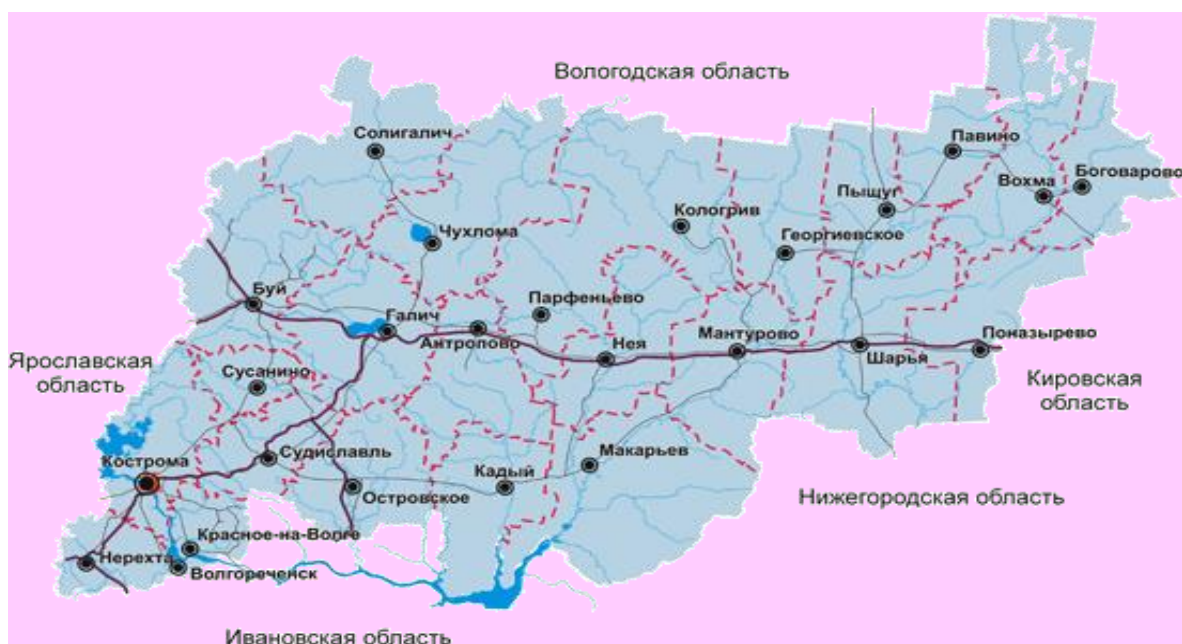 Вологодская область
Солигалич
Павино
Боговарово
Вохма
Пыщуг
Кологрив
Чухлома
Георгиевское
Буй
Парфеньево
Галич
Антропово
Нея
Мантурово
Шарья
Поназырево
Ярославская
область
Сусанино
Кировская
область
Кострома
Судиславль
Кадый
Макарьев
Островское
Нижегородская область
Красное-на-Волге
Нерехта
Волгореченск
Ивановская область